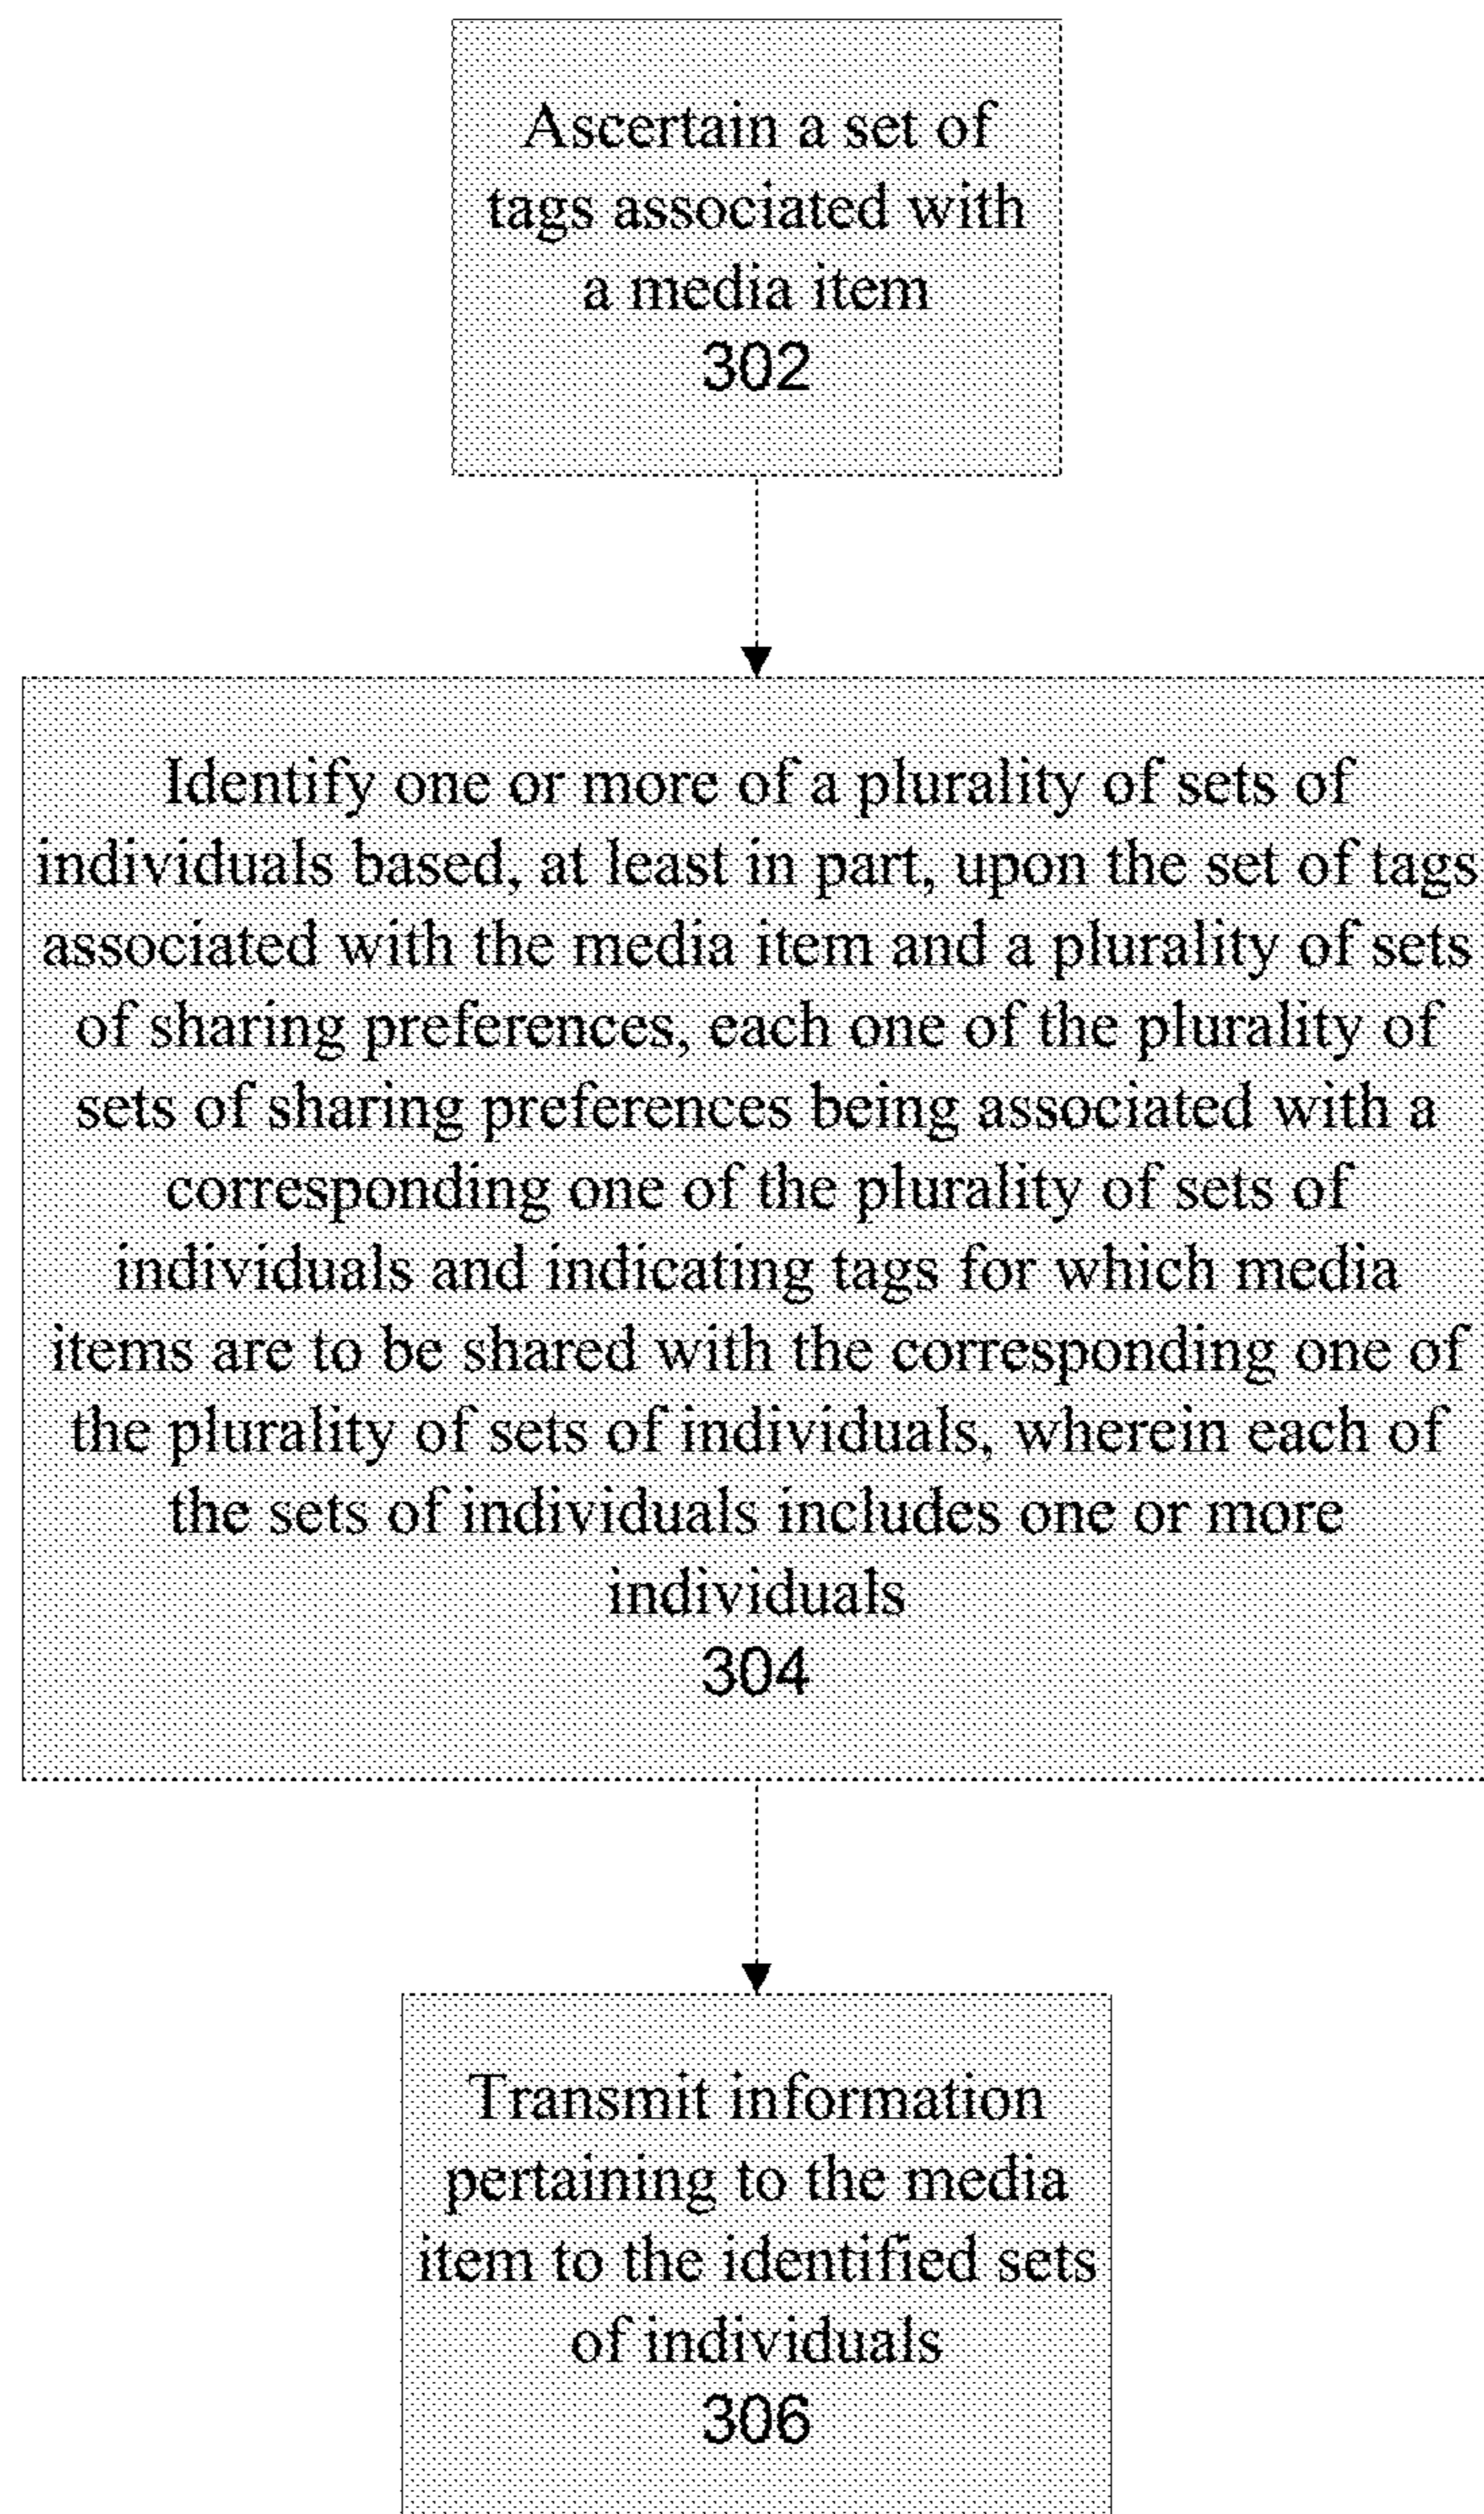 Ascertain a set of
tags associated with
a media item
302
Identify one or more of a plurality of sets of
individuals based, at least in part, upon the set of tags
associated with the media item and a plurality of sets
of sharing preferences, each one of the plurality of
sets of sharing preferences being associated with a
corresponding one of the plurality of sets of
individuals and indicating tags for which media
items are to be shared with the corresponding one of
the plurality of sets of individuals, wherein each of
the sets of individuals includes one or more
individuals
304
Transmit information
pertaining to the media
item to the identified sets
of individuals
306